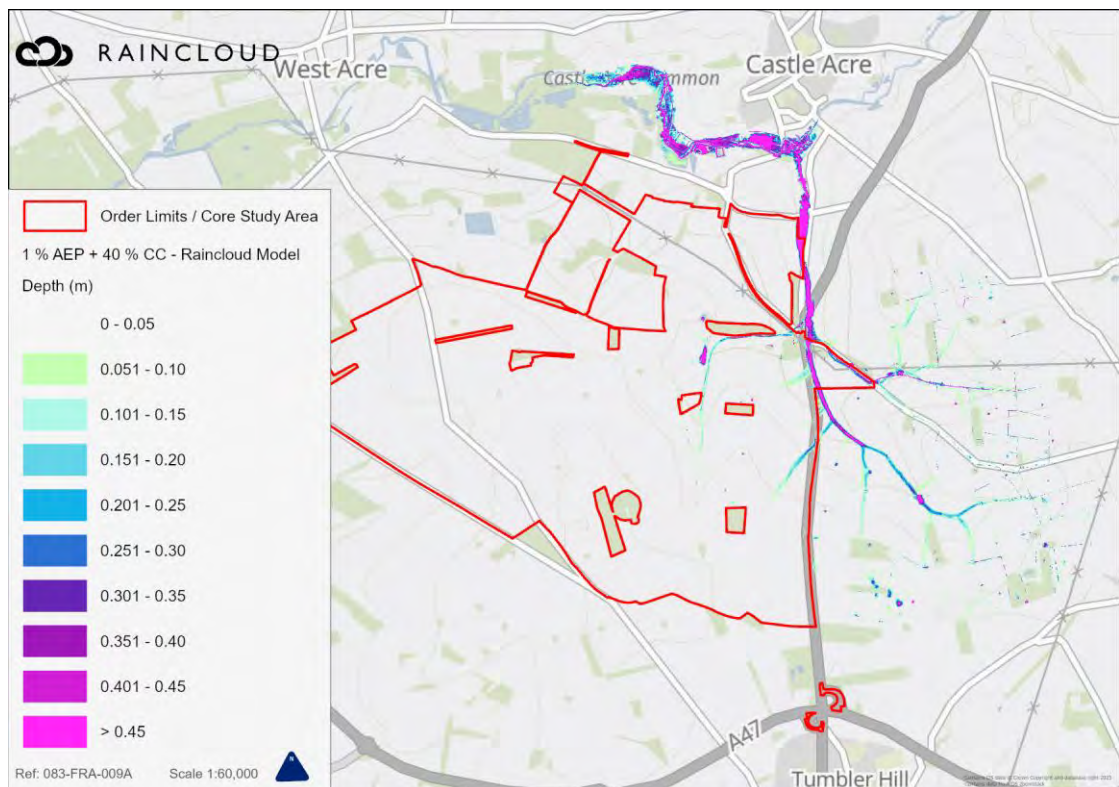 RAINCLOUD
West Acre
Castle Acre Common
Castle Acre
Order Limits / Core Study Area
1 % AEP + 40 % CC - Raincloud Model
Depth (m)
0 - 0.05
0.051 - 0.10
0.101 - 0.15
0.151 - 0.20
0.201 - 0.25
0.251 - 0.30
0.301 - 0.35
0.351 - 0.40
0.401 - 0.45
> 0.45
A47
Ref: 083-FRA-009A Scale 1:60,000
N
Tumbler Hill